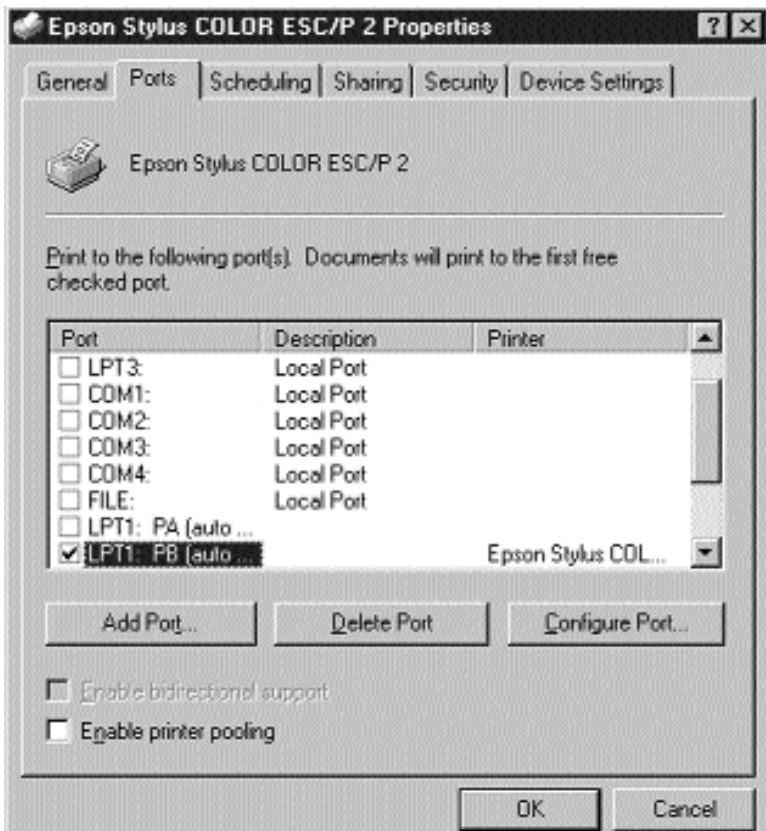 Epson Stylus COLOR ESC/P 2 Properties
General Ports Scheduling Sharing Security Device Settings
Epson Stylus COLOR ESC/P 2
Print to the following port(s). Documents will print to the first free
checked port.
Port Description Printer
LPT3: Local Port
COM1: Local Port
COM2: Local Port
COM3: Local Port
COM4: Local Port
FILE: Local Port
LPT1: PA (auto ...
LPT1: PB (auto ... Epson Stylus COL...
Add Port... Delete Port Configure Port...
Enable bidirectional support
Enable printer pooling
OK Cancel